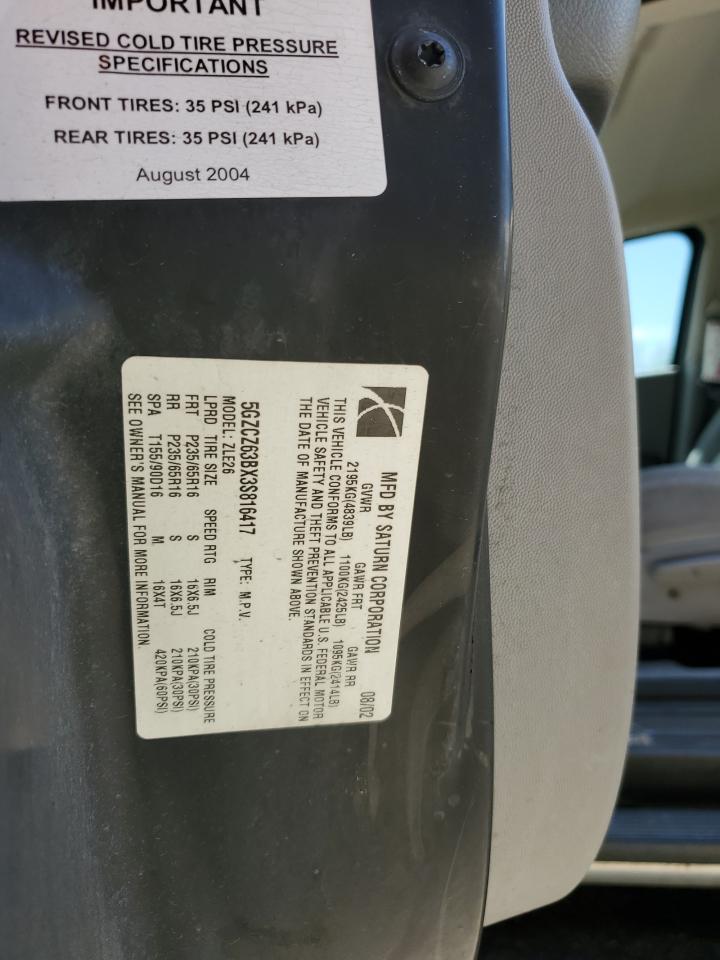 IMPORTANT
REVISED COLD TIRE PRESSURE
SPECIFICATIONS
FRONT TIRES: 35 PSI (241 kPa)
REAR TIRES: 35 PSI (241 kPa)
August 2004
MFD BY SATURN CORPORATION 08/02
GVWR GAWR FRT GAWR RR
2195KG(4839LB) 1100KG(2425LB) 1095KG(2414LB)
THIS VEHICLE CONFORMS TO ALL APPLICABLE U.S. FEDERAL MOTOR
VEHICLE SAFETY AND THEFT PREVENTION STANDARDS IN EFFECT ON
THE DATE OF MANUFACTURE SHOWN ABOVE.
5GZCZ63BX3S816417 TYPE: M.P.V.
MODEL: ZLE26
LPRD TIRE SIZE SPEED RTG RIM COLD TIRE PRESSURE
FRT P235/65R16 S 16X6.5J 210KPA(30PSI)
RR P235/65R16 S 16X6.5J 210KPA(30PSI)
SPA T155/90D16 M 16X4T 420KPA(60PSI)
SEE OWNER'S MANUAL FOR MORE INFORMATION.